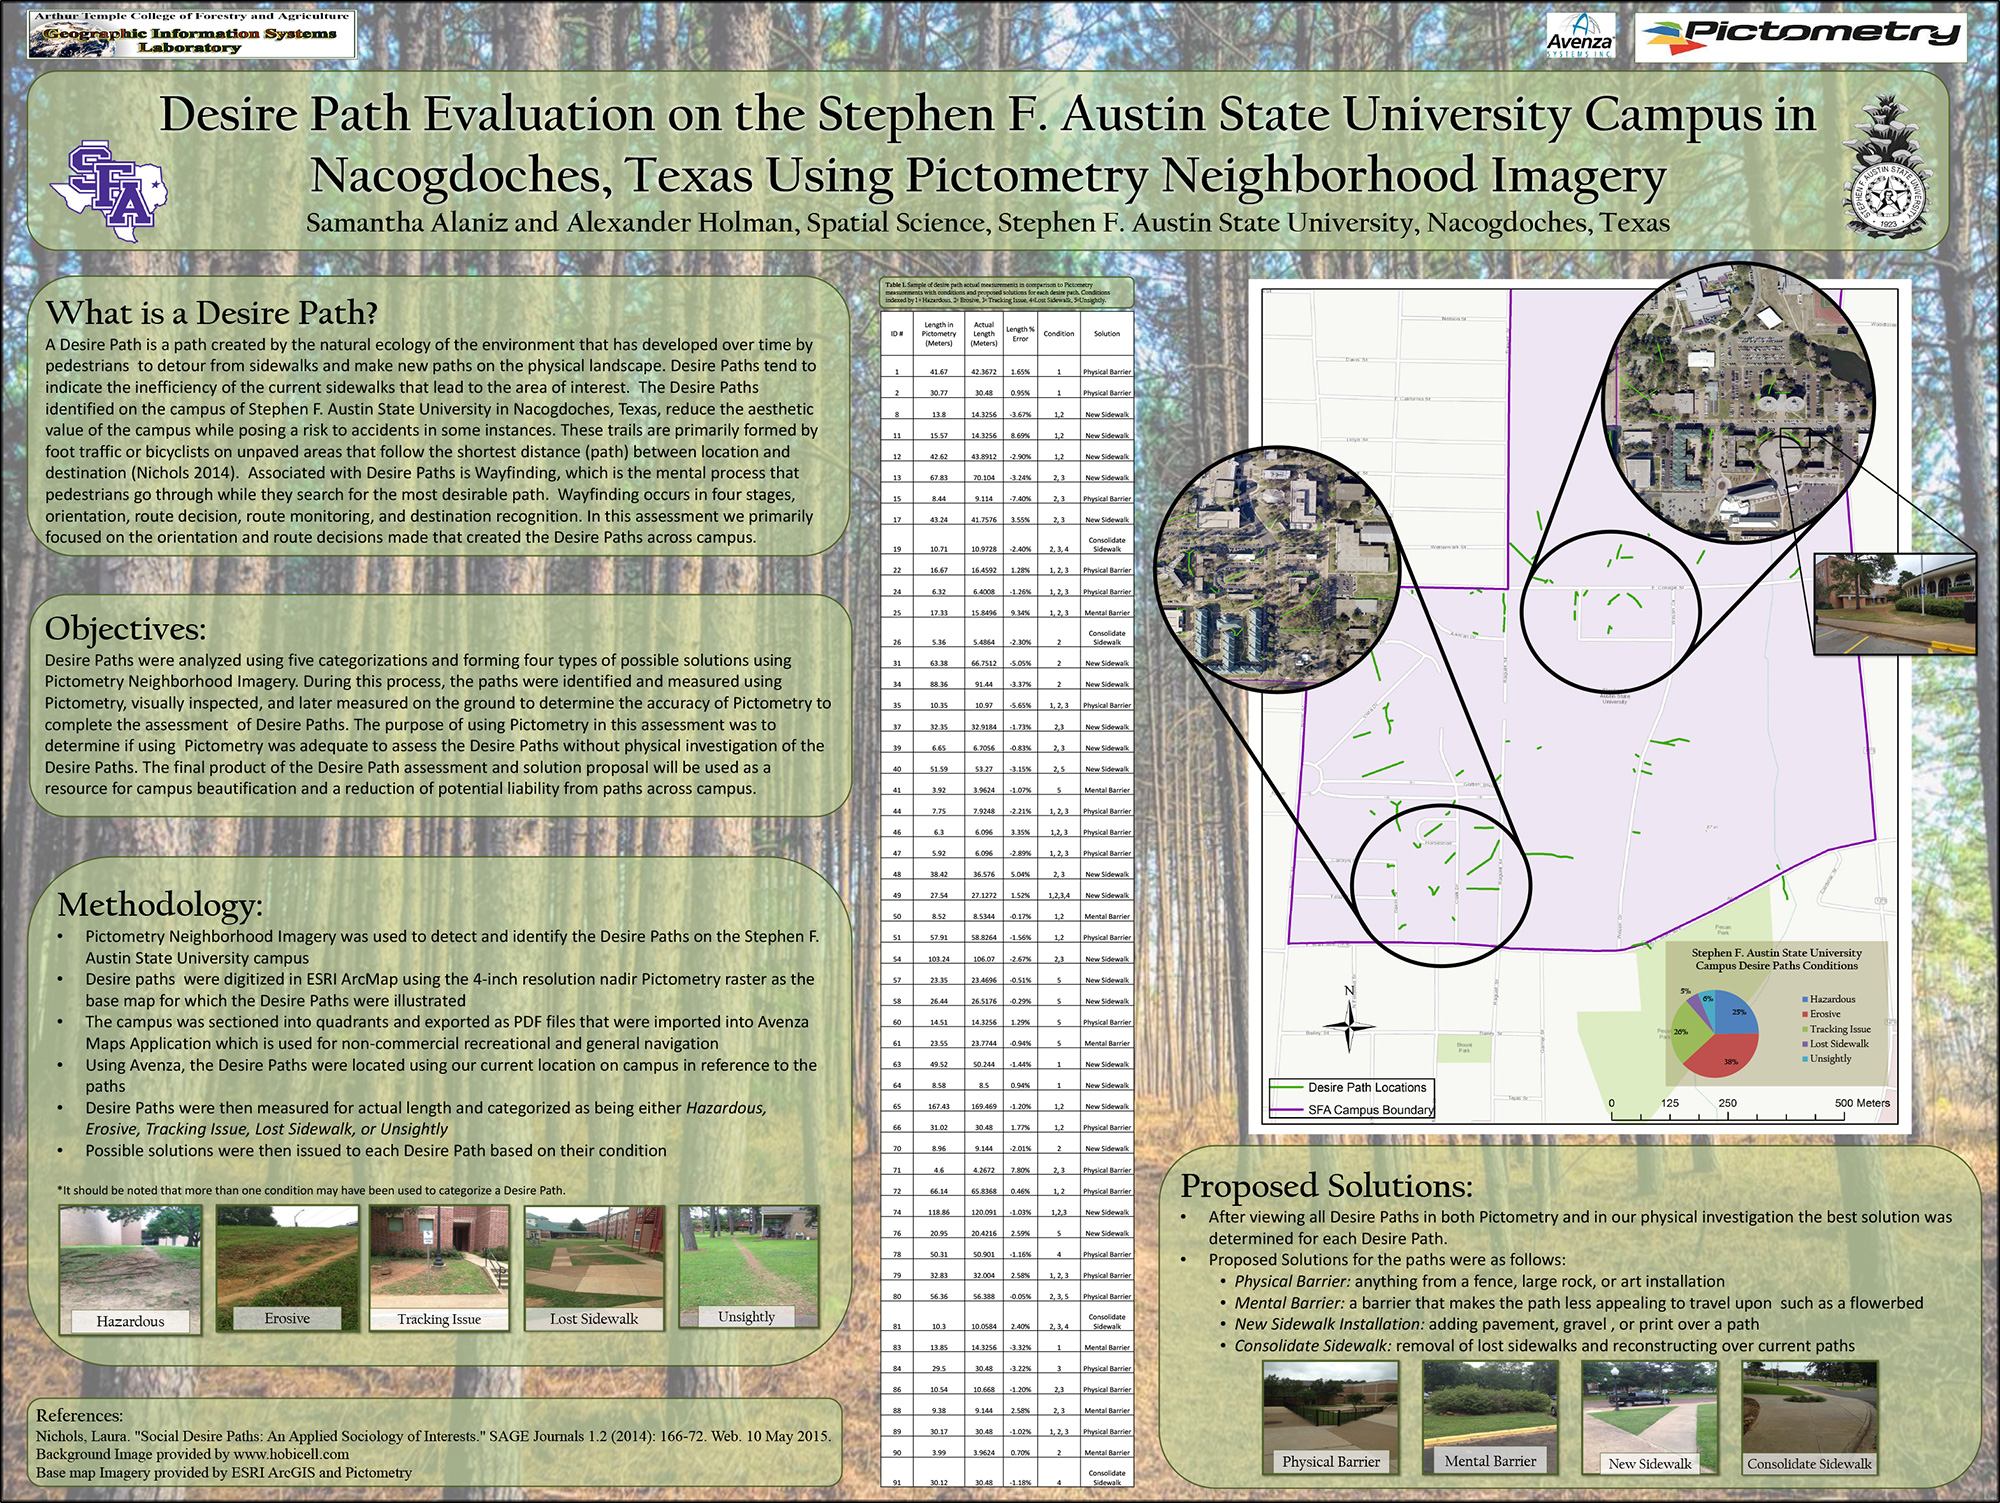 Arthur Temple College of Forestry and Agriculture
Geographic Information Systems
Laboratory
Avenza
SYSTEMS INC
Pictometry
Desire Path Evaluation on the Stephen F. Austin State University Campus in
Nacogdoches, Texas Using Pictometry Neighborhood Imagery
Samantha Alaniz and Alexander Holman, Spatial Science, Stephen F. Austin State University, Nacogdoches, Texas
SFA
STEPHEN F. AUSTIN STATE UNIVERSITY
1923
What is a Desire Path?
A Desire Path is a path created by the natural ecology of the environment that has developed over time by
pedestrians to detour from sidewalks and make new paths on the physical landscape. Desire Paths tend to
indicate the inefficiency of the current sidewalks that lead to the area of interest. The Desire Paths
identified on the campus of Stephen F. Austin State University in Nacogdoches, Texas, reduce the aesthetic
value of the campus while posing a risk to accidents in some instances. These trails are primarily formed by
foot traffic or bicyclists on unpaved areas that follow the shortest distance (path) between location and
destination (Nichols 2014). Associated with Desire Paths is Wayfinding, which is the mental process that
pedestrians go through while they search for the most desirable path. Wayfinding occurs in four stages,
orientation, route decision, route monitoring, and destination recognition. In this assessment we primarily
focused on the orientation and route decisions made that created the Desire Paths across campus.
Objectives:
Desire Paths were analyzed using five categorizations and forming four types of possible solutions using
Pictometry Neighborhood Imagery. During this process, the paths were identified and measured using
Pictometry, visually inspected, and later measured on the ground to determine the accuracy of Pictometry to
complete the assessment of Desire Paths. The purpose of using Pictometry in this assessment was to
determine if using Pictometry was adequate to assess the Desire Paths without physical investigation of the
Desire Paths. The final product of the Desire Path assessment and solution proposal will be used as a
resource for campus beautification and a reduction of potential liability from paths across campus.
Methodology:
• Pictometry Neighborhood Imagery was used to detect and identify the Desire Paths on the Stephen F.
Austin State University campus
• Desire paths were digitized in ESRI ArcMap using the 4-inch resolution nadir Pictometry raster as the
base map for which the Desire Paths were illustrated
• The campus was sectioned into quadrants and exported as PDF files that were imported into Avenza
Maps Application which is used for non-commercial recreational and general navigation
• Using Avenza, the Desire Paths were located using our current location on campus in reference to the
paths
• Desire Paths were then measured for actual length and categorized as being either Hazardous,
Erosive, Tracking Issue, Lost Sidewalk, or Unsightly
• Possible solutions were then issued to each Desire Path based on their condition
*It should be noted that more than one condition may have been used to categorize a Desire Path.
Hazardous
Erosive
Tracking Issue
Lost Sidewalk
Unsightly
References:
Nichols, Laura. "Social Desire Paths: An Applied Sociology of Interests." SAGE Journals 1.2 (2014): 166-72. Web. 10 May 2015.
Background Image provided by www.hobicell.com
Base map Imagery provided by ESRI ArcGIS and Pictometry
Table 1. Sample of desire path actual measurements in comparison to Pictometry
measurements with conditions and proposed solutions for each desire path. Conditions
indexed by 1=Hazardous, 2= Erosive, 3=Tracking Issue, 4=Lost Sidewalk, 5=Unsightly.
ID # Length in Pictometry (Meters) Actual Length (Meters) Length % Error Condition Solution
1 41.67 42.3672 1.65% 1 Physical Barrier
2 30.77 30.48 0.95% 1 Physical Barrier
8 13.8 14.3256 -3.67% 1,2 New Sidewalk
11 15.57 14.3256 8.69% 1,2 New Sidewalk
12 42.62 43.8912 -2.90% 1,2 New Sidewalk
13 67.83 70.104 -3.24% 2, 3 New Sidewalk
15 8.44 9.114 -7.40% 2, 3 Physical Barrier
17 43.24 41.7576 3.55% 2, 3 New Sidewalk
19 10.71 10.9728 -2.40% 2, 3, 4 Consolidate Sidewalk
22 16.67 16.4592 1.28% 1, 2, 3 Physical Barrier
24 6.32 6.4008 -1.26% 1, 2, 3 Physical Barrier
25 17.33 15.8496 9.34% 1, 2, 3 Mental Barrier
26 5.36 5.4864 -2.30% 2 Consolidate Sidewalk
31 63.38 66.7512 -5.05% 2 New Sidewalk
34 88.36 91.44 -3.37% 2 New Sidewalk
35 10.35 10.97 -5.65% 1, 2, 3 Physical Barrier
37 32.35 32.9184 -1.73% 2,3 New Sidewalk
39 6.65 6.7056 -0.83% 2, 3 New Sidewalk
40 51.59 53.27 -3.15% 2, 5 New Sidewalk
41 3.92 3.9624 -1.07% 5 Mental Barrier
44 7.75 7.9248 -2.21% 1, 2, 3 Physical Barrier
46 6.3 6.096 3.35% 1,2, 3 Physical Barrier
47 5.92 6.096 -2.89% 1, 2, 3 Physical Barrier
48 38.42 36.576 5.04% 2, 3 New Sidewalk
49 27.54 27.1272 1.52% 1,2,3,4 New Sidewalk
50 8.52 8.5344 -0.17% 1,2 Mental Barrier
51 57.91 58.8264 -1.56% 1,2 Physical Barrier
54 103.24 106.07 -2.67% 2,3 New Sidewalk
57 23.35 23.4696 -0.51% 5 New Sidewalk
58 26.44 26.5176 -0.29% 5 New Sidewalk
60 14.51 14.3256 1.29% 5 Physical Barrier
61 23.55 23.7744 -0.94% 5 Mental Barrier
63 49.52 50.244 -1.44% 1 New Sidewalk
64 8.58 8.5 0.94% 1 New Sidewalk
65 167.43 169.469 -1.20% 1,2 New Sidewalk
66 31.02 30.48 1.77% 1,2 Physical Barrier
70 8.96 9.144 -2.01% 2 New Sidewalk
71 4.6 4.2672 7.80% 2, 3 Physical Barrier
72 66.14 65.8368 0.46% 1, 2 Physical Barrier
74 118.86 120.091 -1.03% 1,2,3 New Sidewalk
76 20.95 20.4216 2.59% 5 New Sidewalk
78 50.31 50.901 -1.16% 4 Physical Barrier
79 32.83 32.004 2.58% 1, 2, 3 Physical Barrier
80 56.36 56.388 -0.05% 2, 3, 5 Physical Barrier
81 10.3 10.0584 2.40% 2, 3, 4 Consolidate Sidewalk
83 13.85 14.3256 -3.32% 1 Mental Barrier
84 29.5 30.48 -3.22% 3 Physical Barrier
86 10.54 10.668 -1.20% 2,3 Physical Barrier
88 9.38 9.144 2.58% 2, 3 Mental Barrier
89 30.17 30.48 -1.02% 1, 2, 3 Physical Barrier
90 3.99 3.9624 0.70% 2 Mental Barrier
91 30.12 30.48 -1.18% 4 Consolidate Sidewalk
N
Desire Path Locations
SFA Campus Boundary
Stephen F. Austin State University
Campus Desire Paths Conditions
5%
6%
25%
26%
38%
Hazardous
Erosive
Tracking Issue
Lost Sidewalk
Unsightly
0 125 250 500 Meters
Proposed Solutions:
• After viewing all Desire Paths in both Pictometry and in our physical investigation the best solution was
determined for each Desire Path.
• Proposed Solutions for the paths were as follows:
• Physical Barrier: anything from a fence, large rock, or art installation
• Mental Barrier: a barrier that makes the path less appealing to travel upon such as a flowerbed
• New Sidewalk Installation: adding pavement, gravel , or print over a path
• Consolidate Sidewalk: removal of lost sidewalks and reconstructing over current paths
Physical Barrier
Mental Barrier
New Sidewalk
Consolidate Sidewalk